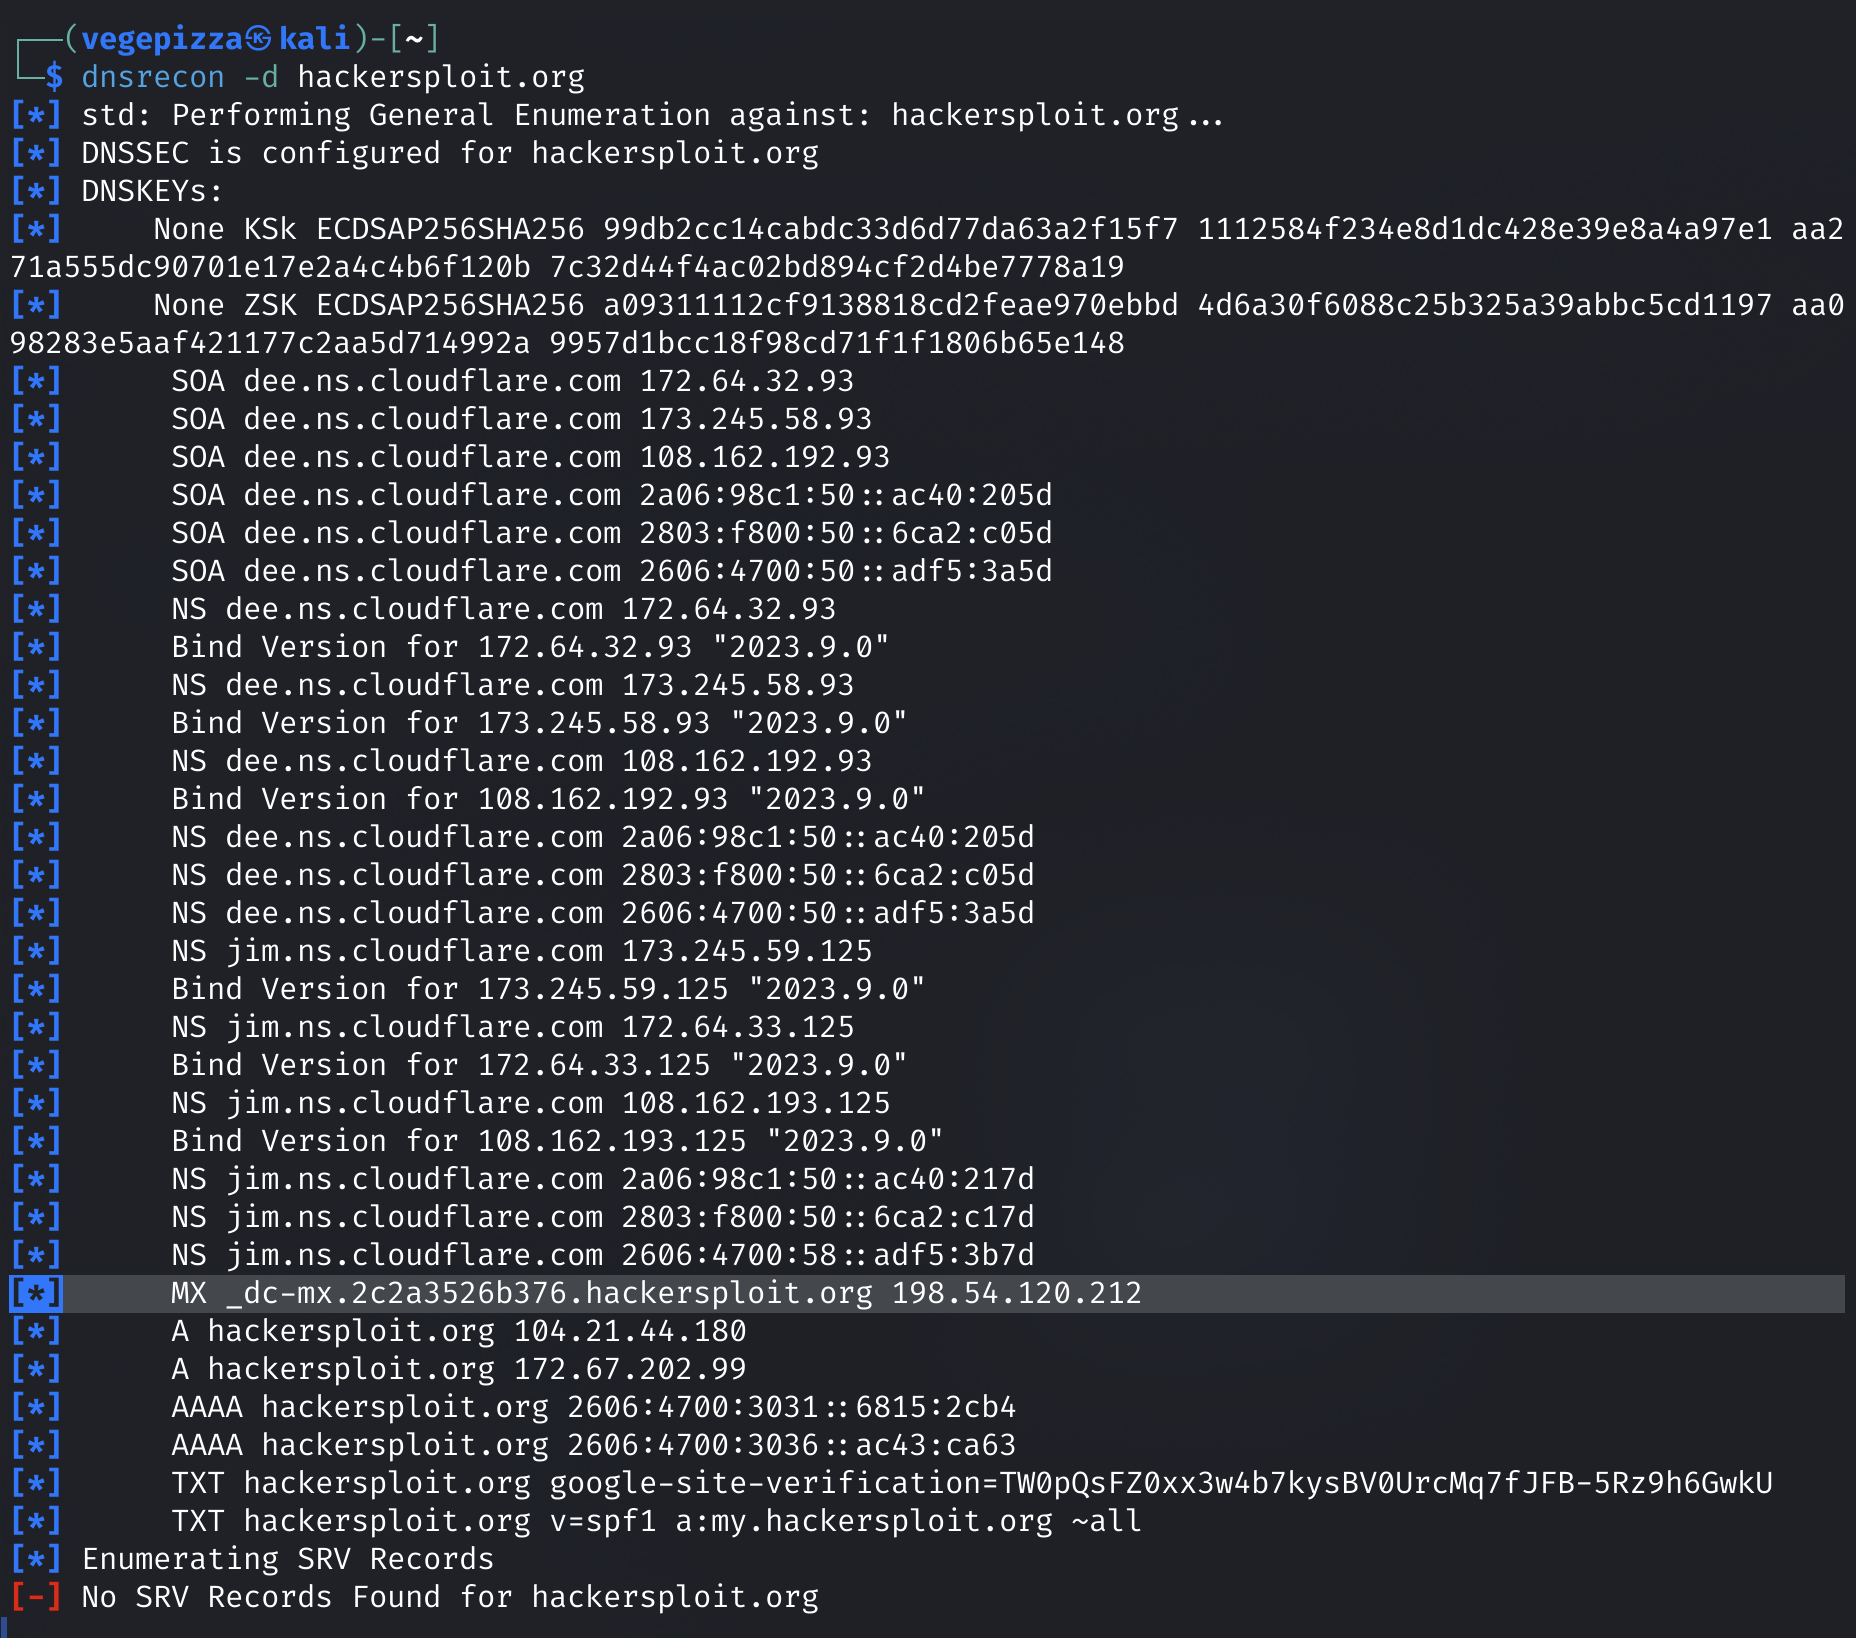 ┌──(vegepizza㉿kali)-[~]
└─$ dnsrecon -d hackersploit.org
[*] std: Performing General Enumeration against: hackersploit.org...
[*] DNSSEC is configured for hackersploit.org
[*] DNSKEYs:
[*]     None KSk ECDSAP256SHA256 99db2cc14cabdc33d6d77da63a2f15f7 1112584f234e8d1dc428e39e8a4a97e1 aa2
71a555dc90701e17e2a4c4b6f120b 7c32d44f4ac02bd894cf2d4be7778a19
[*]     None ZSK ECDSAP256SHA256 a09311112cf9138818cd2feae970ebbd 4d6a30f6088c25b325a39abbc5cd1197 aa0
98283e5aaf421177c2aa5d714992a 9957d1bcc18f98cd71f1f1806b65e148
[*]      SOA dee.ns.cloudflare.com 172.64.32.93
[*]      SOA dee.ns.cloudflare.com 173.245.58.93
[*]      SOA dee.ns.cloudflare.com 108.162.192.93
[*]      SOA dee.ns.cloudflare.com 2a06:98c1:50::ac40:205d
[*]      SOA dee.ns.cloudflare.com 2803:f800:50::6ca2:c05d
[*]      SOA dee.ns.cloudflare.com 2606:4700:50::adf5:3a5d
[*]      NS dee.ns.cloudflare.com 172.64.32.93
[*]      Bind Version for 172.64.32.93 "2023.9.0"
[*]      NS dee.ns.cloudflare.com 173.245.58.93
[*]      Bind Version for 173.245.58.93 "2023.9.0"
[*]      NS dee.ns.cloudflare.com 108.162.192.93
[*]      Bind Version for 108.162.192.93 "2023.9.0"
[*]      NS dee.ns.cloudflare.com 2a06:98c1:50::ac40:205d
[*]      NS dee.ns.cloudflare.com 2803:f800:50::6ca2:c05d
[*]      NS dee.ns.cloudflare.com 2606:4700:50::adf5:3a5d
[*]      NS jim.ns.cloudflare.com 173.245.59.125
[*]      Bind Version for 173.245.59.125 "2023.9.0"
[*]      NS jim.ns.cloudflare.com 172.64.33.125
[*]      Bind Version for 172.64.33.125 "2023.9.0"
[*]      NS jim.ns.cloudflare.com 108.162.193.125
[*]      Bind Version for 108.162.193.125 "2023.9.0"
[*]      NS jim.ns.cloudflare.com 2a06:98c1:50::ac40:217d
[*]      NS jim.ns.cloudflare.com 2803:f800:50::6ca2:c17d
[*]      NS jim.ns.cloudflare.com 2606:4700:58::adf5:3b7d
[*]      MX _dc-mx.2c2a3526b376.hackersploit.org 198.54.120.212
[*]      A hackersploit.org 104.21.44.180
[*]      A hackersploit.org 172.67.202.99
[*]      AAAA hackersploit.org 2606:4700:3031::6815:2cb4
[*]      AAAA hackersploit.org 2606:4700:3036::ac43:ca63
[*]      TXT hackersploit.org google-site-verification=TW0pQsFZ0xx3w4b7kysBV0UrcMq7fJFB-5Rz9h6GwkU
[*]      TXT hackersploit.org v=spf1 a:my.hackersploit.org ~all
[*] Enumerating SRV Records
[-] No SRV Records Found for hackersploit.org